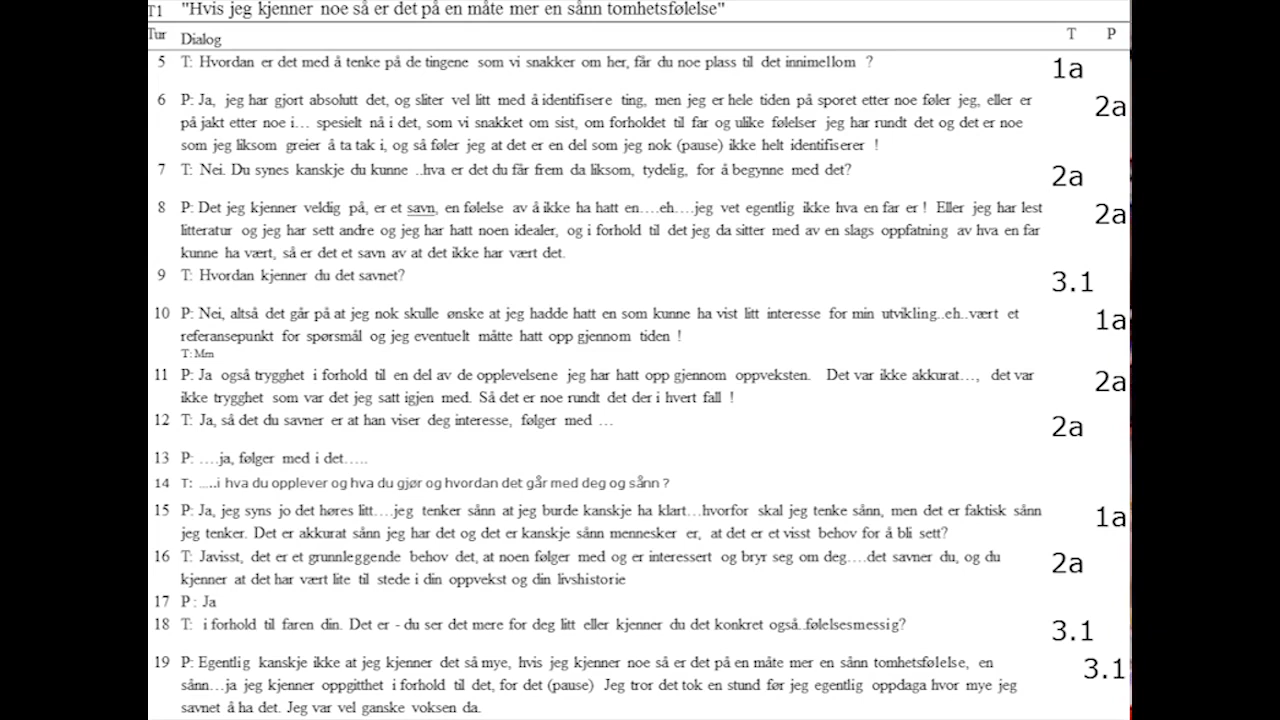 T1 "Hvis jeg kjenner noe så er det på en måte mer en sånn tomhetsfølelse"
Tur Dialog T P
5 T: Hvordan er det med å tenke på de tingene som vi snakker om her, får du noe plass til det innimellom ? 1a
6 P: Ja, jeg har gjort absolutt det, og sliter vel litt med å identifisere ting, men jeg er hele tiden på sporet etter noe føler jeg, eller er 2a
på jakt etter noe i… spesielt nå i det, som vi snakket om sist, om forholdet til far og ulike følelser jeg har rundt det og det er noe
som jeg liksom greier å ta tak i, og så føler jeg at det er en del som jeg nok (pause) ikke helt identifiserer !
7 T: Nei. Du synes kanskje du kunne ..hva er det du får frem da liksom, tydelig, for å begynne med det? 2a
8 P: Det jeg kjenner veldig på, er et savn, en følelse av å ikke ha hatt en….eh….jeg vet egentlig ikke hva en far er ! Eller jeg har lest 2a
litteratur og jeg har sett andre og jeg har hatt noen idealer, og i forhold til det jeg da sitter med av en slags oppfatning av hva en far
kunne ha vært, så er det et savn av at det ikke har vært det.
9 T: Hvordan kjenner du det savnet? 3.1
10 P: Nei, altså det går på at jeg nok skulle ønske at jeg hadde hatt en som kunne ha vist litt interesse for min utvikling..eh..vært et 1a
referansepunkt for spørsmål og jeg eventuelt måtte hatt opp gjennom tiden !
T: Mm
11 P: Ja også trygghet i forhold til en del av de opplevelsene jeg har hatt opp gjennom oppveksten. Det var ikke akkurat…, det var 2a
ikke trygghet som var det jeg satt igjen med. Så det er noe rundt det der i hvert fall !
12 T: Ja, så det du savner er at han viser deg interesse, følger med … 2a
13 P: ….ja, følger med i det…..
14 T: …..i hva du opplever og hva du gjør og hvordan det går med deg og sånn ?
15 P: Ja, jeg syns jo det høres litt….jeg tenker sånn at jeg burde kanskje ha klart…hvorfor skal jeg tenke sånn, men det er faktisk sånn 1a
jeg tenker. Det er akkurat sånn jeg har det og det er kanskje sånn mennesker er, at det er et visst behov for å bli sett?
16 T: Javisst, det er et grunnleggende behov det, at noen følger med og er interessert og bryr seg om deg….det savner du, og du 2a
kjenner at det har vært lite til stede i din oppvekst og din livshistorie
17 P : Ja
18 T: i forhold til faren din. Det er - du ser det mere for deg litt eller kjenner du det konkret også..følelsesmessig? 3.1
19 P: Egentlig kanskje ikke at jeg kjenner det så mye, hvis jeg kjenner noe så er det på en måte mer en sånn tomhetsfølelse, en 3.1
sånn…ja jeg kjenner oppgitthet i forhold til det, for det (pause) Jeg tror det tok en stund før jeg egentlig oppdaga hvor mye jeg
savnet å ha det. Jeg var vel ganske voksen da.